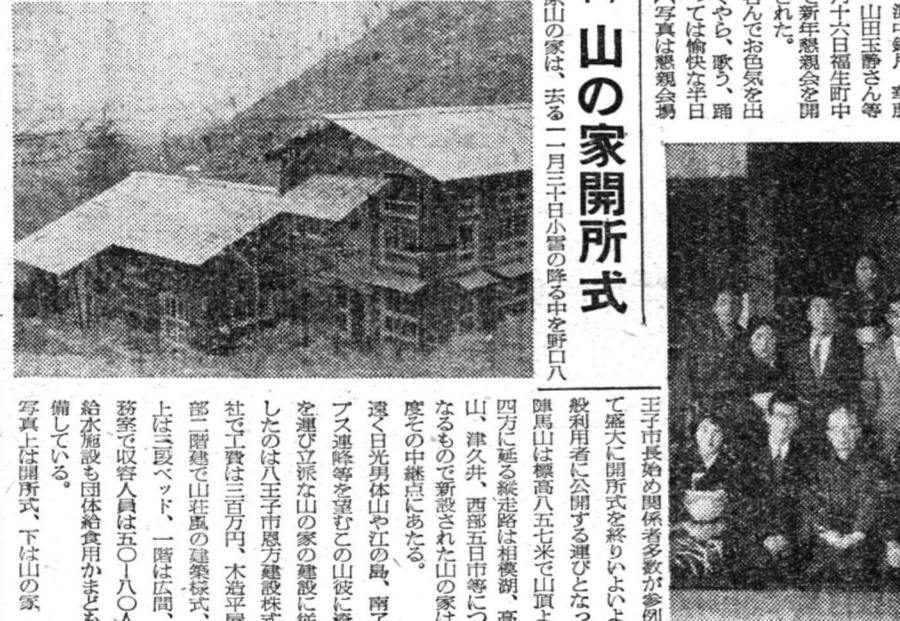 山田玉静さん等
月十六日福生町中
新年懇親会を開
された。
呑んでお色気を出
やら、歌う、踊
っては愉快な半日
写真は懇親会場
山の家開所式
山の家は、去る一一月三十日小雪の降る中を野口八
王子市長始め関係者多数が参例
て盛大に開所式を終りいよいよ
般利用者に公開する運びとなっ
陣馬山は標高八五七米で山頂よ
四方に延る縦走路は相模湖、高
山、津久井、西部五日市等につ
なるもので新設された山の家は
度その中継点にあたる。
遠く日光男体山や江の島、南ア
プス連峰等を望むこの山彼に資
を運び立派な山の家の建設に従
したのは八王子市恩方建設株式
社で工費は三百万円、木造平屋
部二階建で山荘風の建築様式、
上は三段ベッド、一階は広間、
務室で収容人員は五〇ー八〇人
給水施設も団体給食用かまども
備している。
写真上は開所式、下は山の家